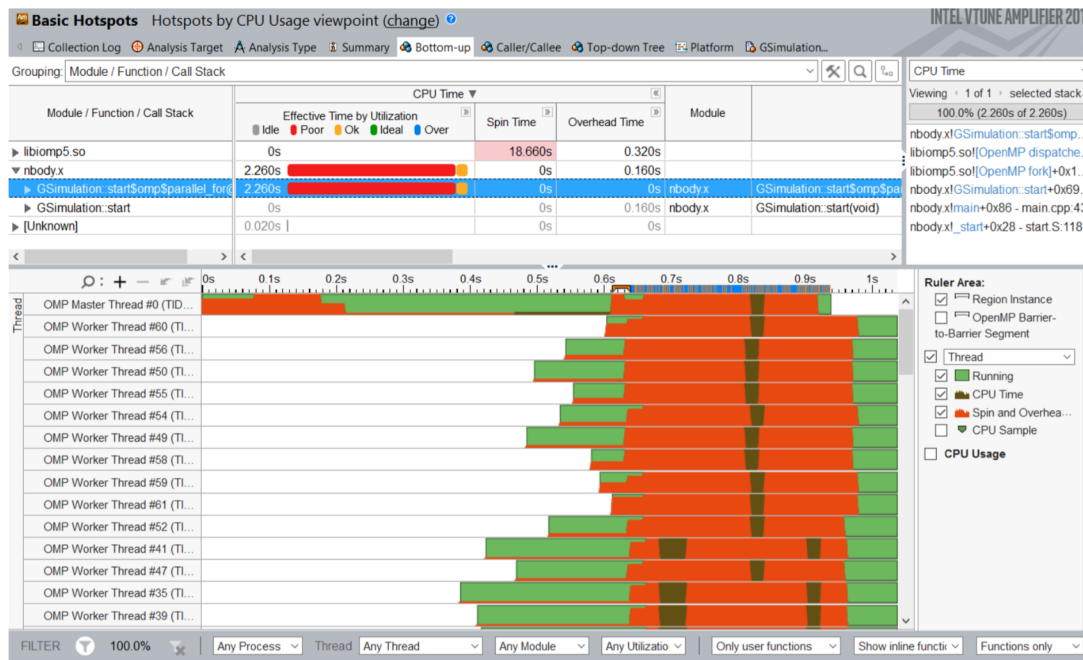 Basic Hotspots Hotspots by CPU Usage viewpoint (change) ?
INTEL VTUNE AMPLIFIER 201
Collection Log Analysis Target Analysis Type Summary Bottom-up Caller/Callee Top-down Tree Platform GSimulation...
Grouping: Module / Function / Call Stack
CPU Time
Viewing 1 of 1 selected stack
100.0% (2.260s of 2.260s)
nbody.x!GSimulation::start$omp...
libiomp5.so![OpenMP dispatche...
libiomp5.so![OpenMP fork]+0x1...
nbody.x!GSimulation::start+0x69...
nbody.x!main+0x86 - main.cpp:43
nbody.x!_start+0x28 - start.S:118
Module / Function / Call Stack
CPU Time
Effective Time by Utilization
Idle Poor Ok Ideal Over
Spin Time
Overhead Time
Module
libiomp5.so 0s 18.660s 0.320s
nbody.x 2.260s 0s 0.160s
GSimulation::start$omp$parallel_for@ 2.260s 0s 0s nbody.x GSimulation::start$omp$pa
GSimulation::start 0s 0s 0.160s nbody.x GSimulation::start(void)
[Unknown] 0.020s 0s 0s
0s 0.1s 0.2s 0.3s 0.4s 0.5s 0.6s 0.7s 0.8s 0.9s 1s
Thread
OMP Master Thread #0 (TID...
OMP Worker Thread #60 (TI...
OMP Worker Thread #56 (TI...
OMP Worker Thread #50 (TI...
OMP Worker Thread #55 (TI...
OMP Worker Thread #54 (TI...
OMP Worker Thread #49 (TI...
OMP Worker Thread #58 (TI...
OMP Worker Thread #59 (TI...
OMP Worker Thread #61 (TI...
OMP Worker Thread #52 (TI...
OMP Worker Thread #41 (TI...
OMP Worker Thread #47 (TI...
OMP Worker Thread #35 (TI...
OMP Worker Thread #39 (TI...
Ruler Area:
Region Instance
OpenMP Barrier-
to-Barrier Segment
Thread
Running
CPU Time
Spin and Overhea...
CPU Sample
CPU Usage
FILTER 100.0% Any Process Thread Any Thread Any Module Any Utilizatio Only user functions Show inline functic Functions only